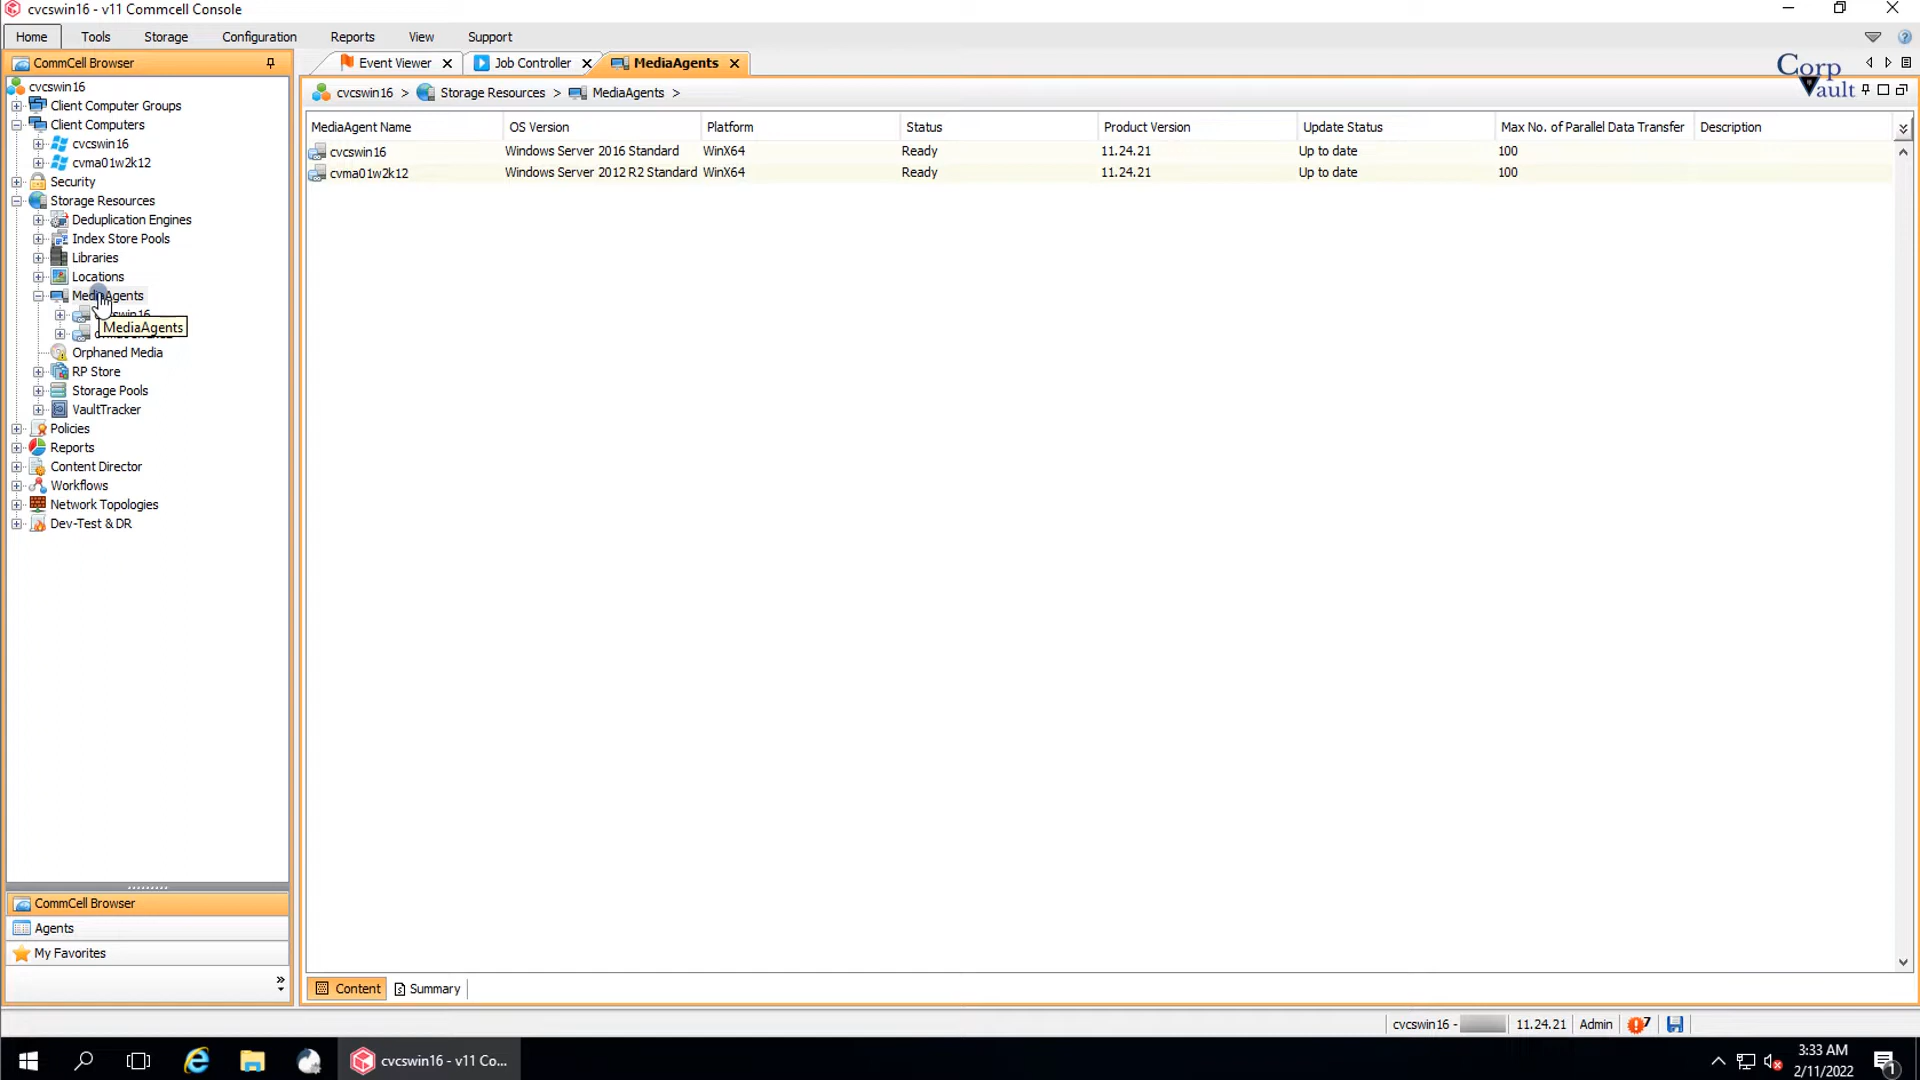 cvcswin16 - v11 Commcell Console
Home Tools Storage Configuration Reports View Support
CommCell Browser
Event Viewer Job Controller MediaAgents
Corp Vault
cvcswin16 > Storage Resources > MediaAgents >
cvcswin16
Client Computer Groups
Client Computers
cvcswin16
cvma01w2k12
Security
Storage Resources
Deduplication Engines
Index Store Pools
Libraries
Locations
MediaAgents
MediaAgents
Orphaned Media
RP Store
Storage Pools
VaultTracker
Policies
Reports
Content Director
Workflows
Network Topologies
Dev-Test & DR
MediaAgent Name OS Version Platform Status Product Version Update Status Max No. of Parallel Data Transfer Description
cvcswin16 Windows Server 2016 Standard WinX64 Ready 11.24.21 Up to date 100
cvma01w2k12 Windows Server 2012 R2 Standard WinX64 Ready 11.24.21 Up to date 100
CommCell Browser
Agents
My Favorites
Content Summary
cvcswin16 - 11.24.21 Admin 7
cvcswin16 - v11 Co...
3:33 AM
2/11/2022
1